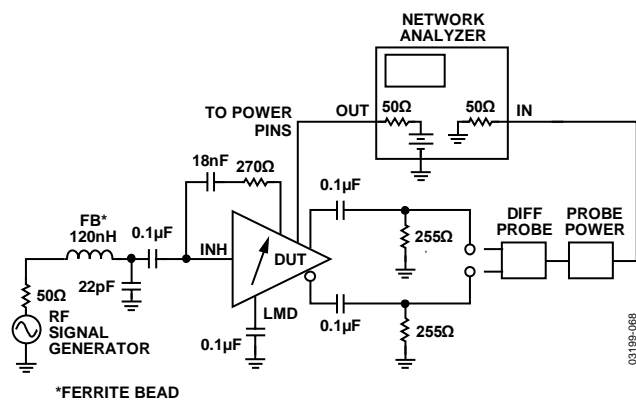 NETWORK
ANALYZER
TO POWER
PINS
OUT
50Ω
50Ω
IN
18nF
270Ω
0.1µF
FB*
120nH
0.1µF
INH
DUT
255Ω
DIFF
PROBE
PROBE
POWER
50Ω
22pF
LMD
0.1µF
255Ω
RF
SIGNAL
GENERATOR
0.1µF
*FERRITE BEAD
03199-068